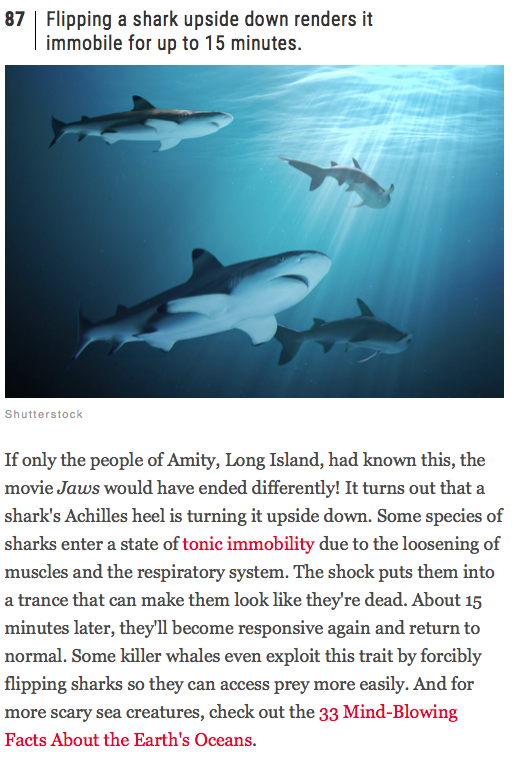 87 Flipping a shark upside down renders it
immobile for up to 15 minutes.
Shutterstock
If only the people of Amity, Long Island, had known this, the
movie Jaws would have ended differently! It turns out that a
shark's Achilles heel is turning it upside down. Some species of
sharks enter a state of tonic immobility due to the loosening of
muscles and the respiratory system. The shock puts them into
a trance that can make them look like they're dead. About 15
minutes later, they'll become responsive again and return to
normal. Some killer whales even exploit this trait by forcibly
flipping sharks so they can access prey more easily. And for
more scary sea creatures, check out the 33 Mind-Blowing
Facts About the Earth's Oceans.